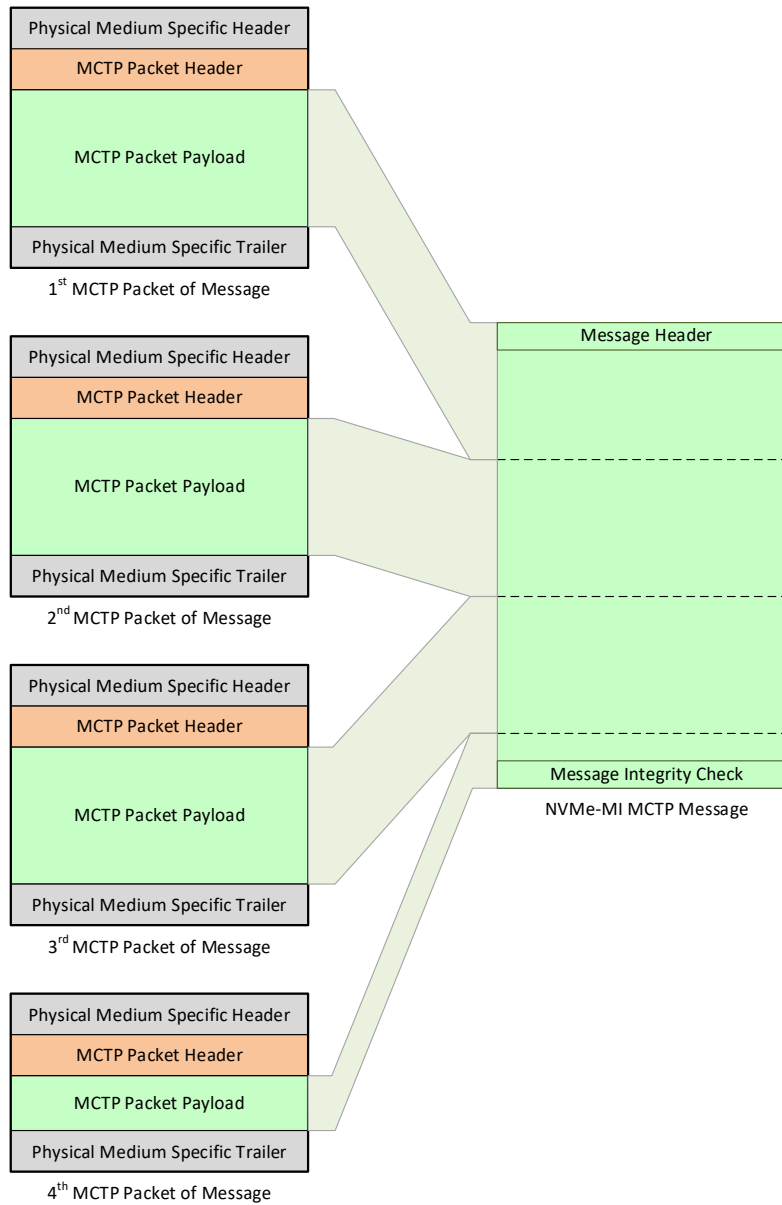 Physical Medium Specific Header
MCTP Packet Header
MCTP Packet Payload
Physical Medium Specific Trailer
1st MCTP Packet of Message
Physical Medium Specific Header
MCTP Packet Header
MCTP Packet Payload
Physical Medium Specific Trailer
2nd MCTP Packet of Message
Physical Medium Specific Header
MCTP Packet Header
MCTP Packet Payload
Physical Medium Specific Trailer
3rd MCTP Packet of Message
Physical Medium Specific Header
MCTP Packet Header
MCTP Packet Payload
Physical Medium Specific Trailer
4th MCTP Packet of Message
Message Header
Message Integrity Check
NVMe-MI MCTP Message